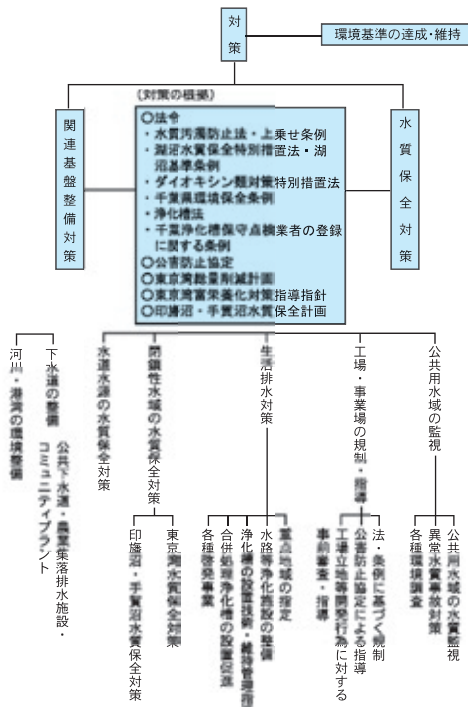 対策
環境基準の達成・維持
関連基盤整備対策
(対策の根拠)
〇法令
・水質汚濁防止法・上乗せ条例
・湖沼水質保全特別措置法・湖
沼基準条例
・ダイオキシン類対策特別措置法
・千葉県環境保全条例
・浄化槽法
・千葉浄化槽保守点検業者の登録
に関する条例
〇公害防止協定
〇東京湾総量削減計画
〇東京湾富栄養化対策指導指針
〇印旛沼・手賀沼水質保全計画
水質保全対策
公共用水域の監視
公共用水域の水質監視
異常水質事故対策
各種環境調査
工場・事業場の規制・指導
法・条例に基づく規制
公害防止協定による指導
工場立地等開発行為に対する
事前審査・指導
生活排水対策
重点地域の指定
水路等浄化施設の整備
浄化槽の設置技術・維持管理指
合併処理浄化槽の設置促進
各種啓発事業
閉鎖性水域の水質保全対策
東京湾水質保全対策
印旛沼・手賀沼水質保全対策
水道水源の水質保全対策
下水道の整備
公共下水道・農業集落排水施設・
コミュニティプラント
河川・港湾の環境整備